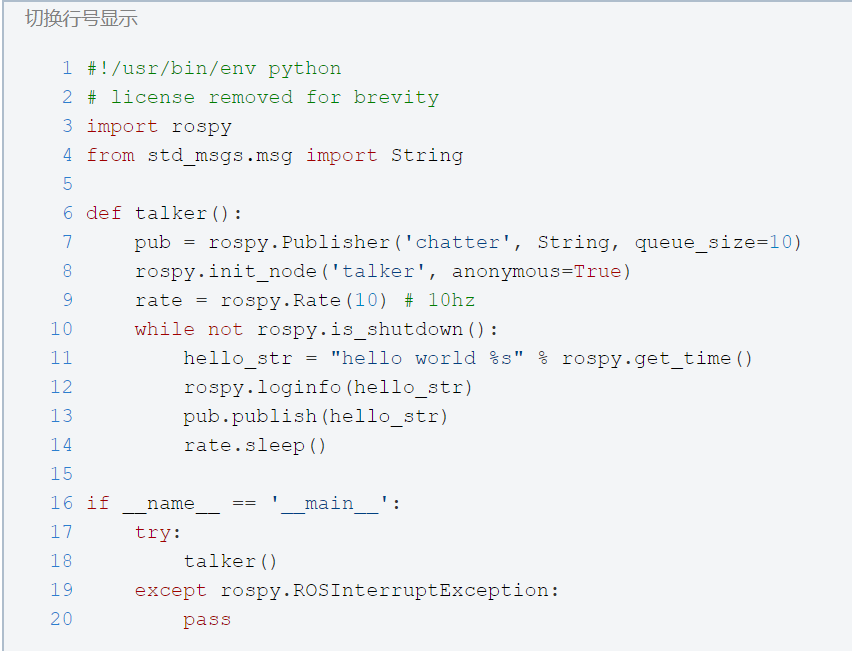 切换行号显示
1 #!/usr/bin/env python
2 # license removed for brevity
3 import rospy
4 from std_msgs.msg import String
5
6 def talker():
7     pub = rospy.Publisher('chatter', String, queue_size=10)
8     rospy.init_node('talker', anonymous=True)
9     rate = rospy.Rate(10) # 10hz
10     while not rospy.is_shutdown():
11         hello_str = "hello world %s" % rospy.get_time()
12         rospy.loginfo(hello_str)
13         pub.publish(hello_str)
14         rate.sleep()
15
16 if __name__ == '__main__':
17     try:
18         talker()
19     except rospy.ROSInterruptException:
20         pass